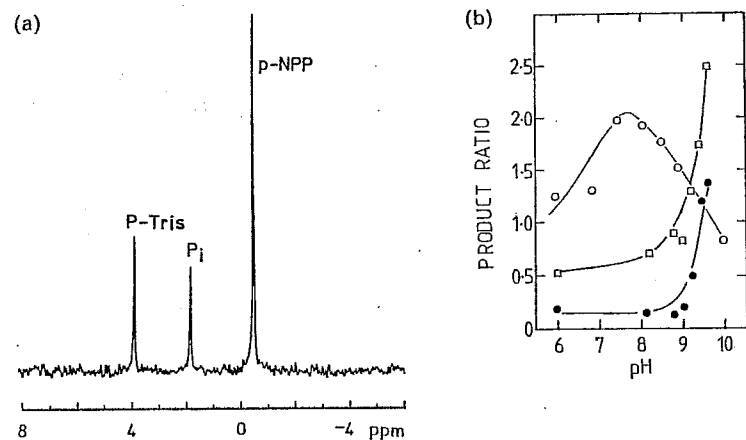 (a)
p-NPP
P-Tris
Pi
8 4 0 -4 ppm
(b)
PRODUCT RATIO
2·5
2·0
1·5
1·0
0·5
0
6 7 8 9 10
pH